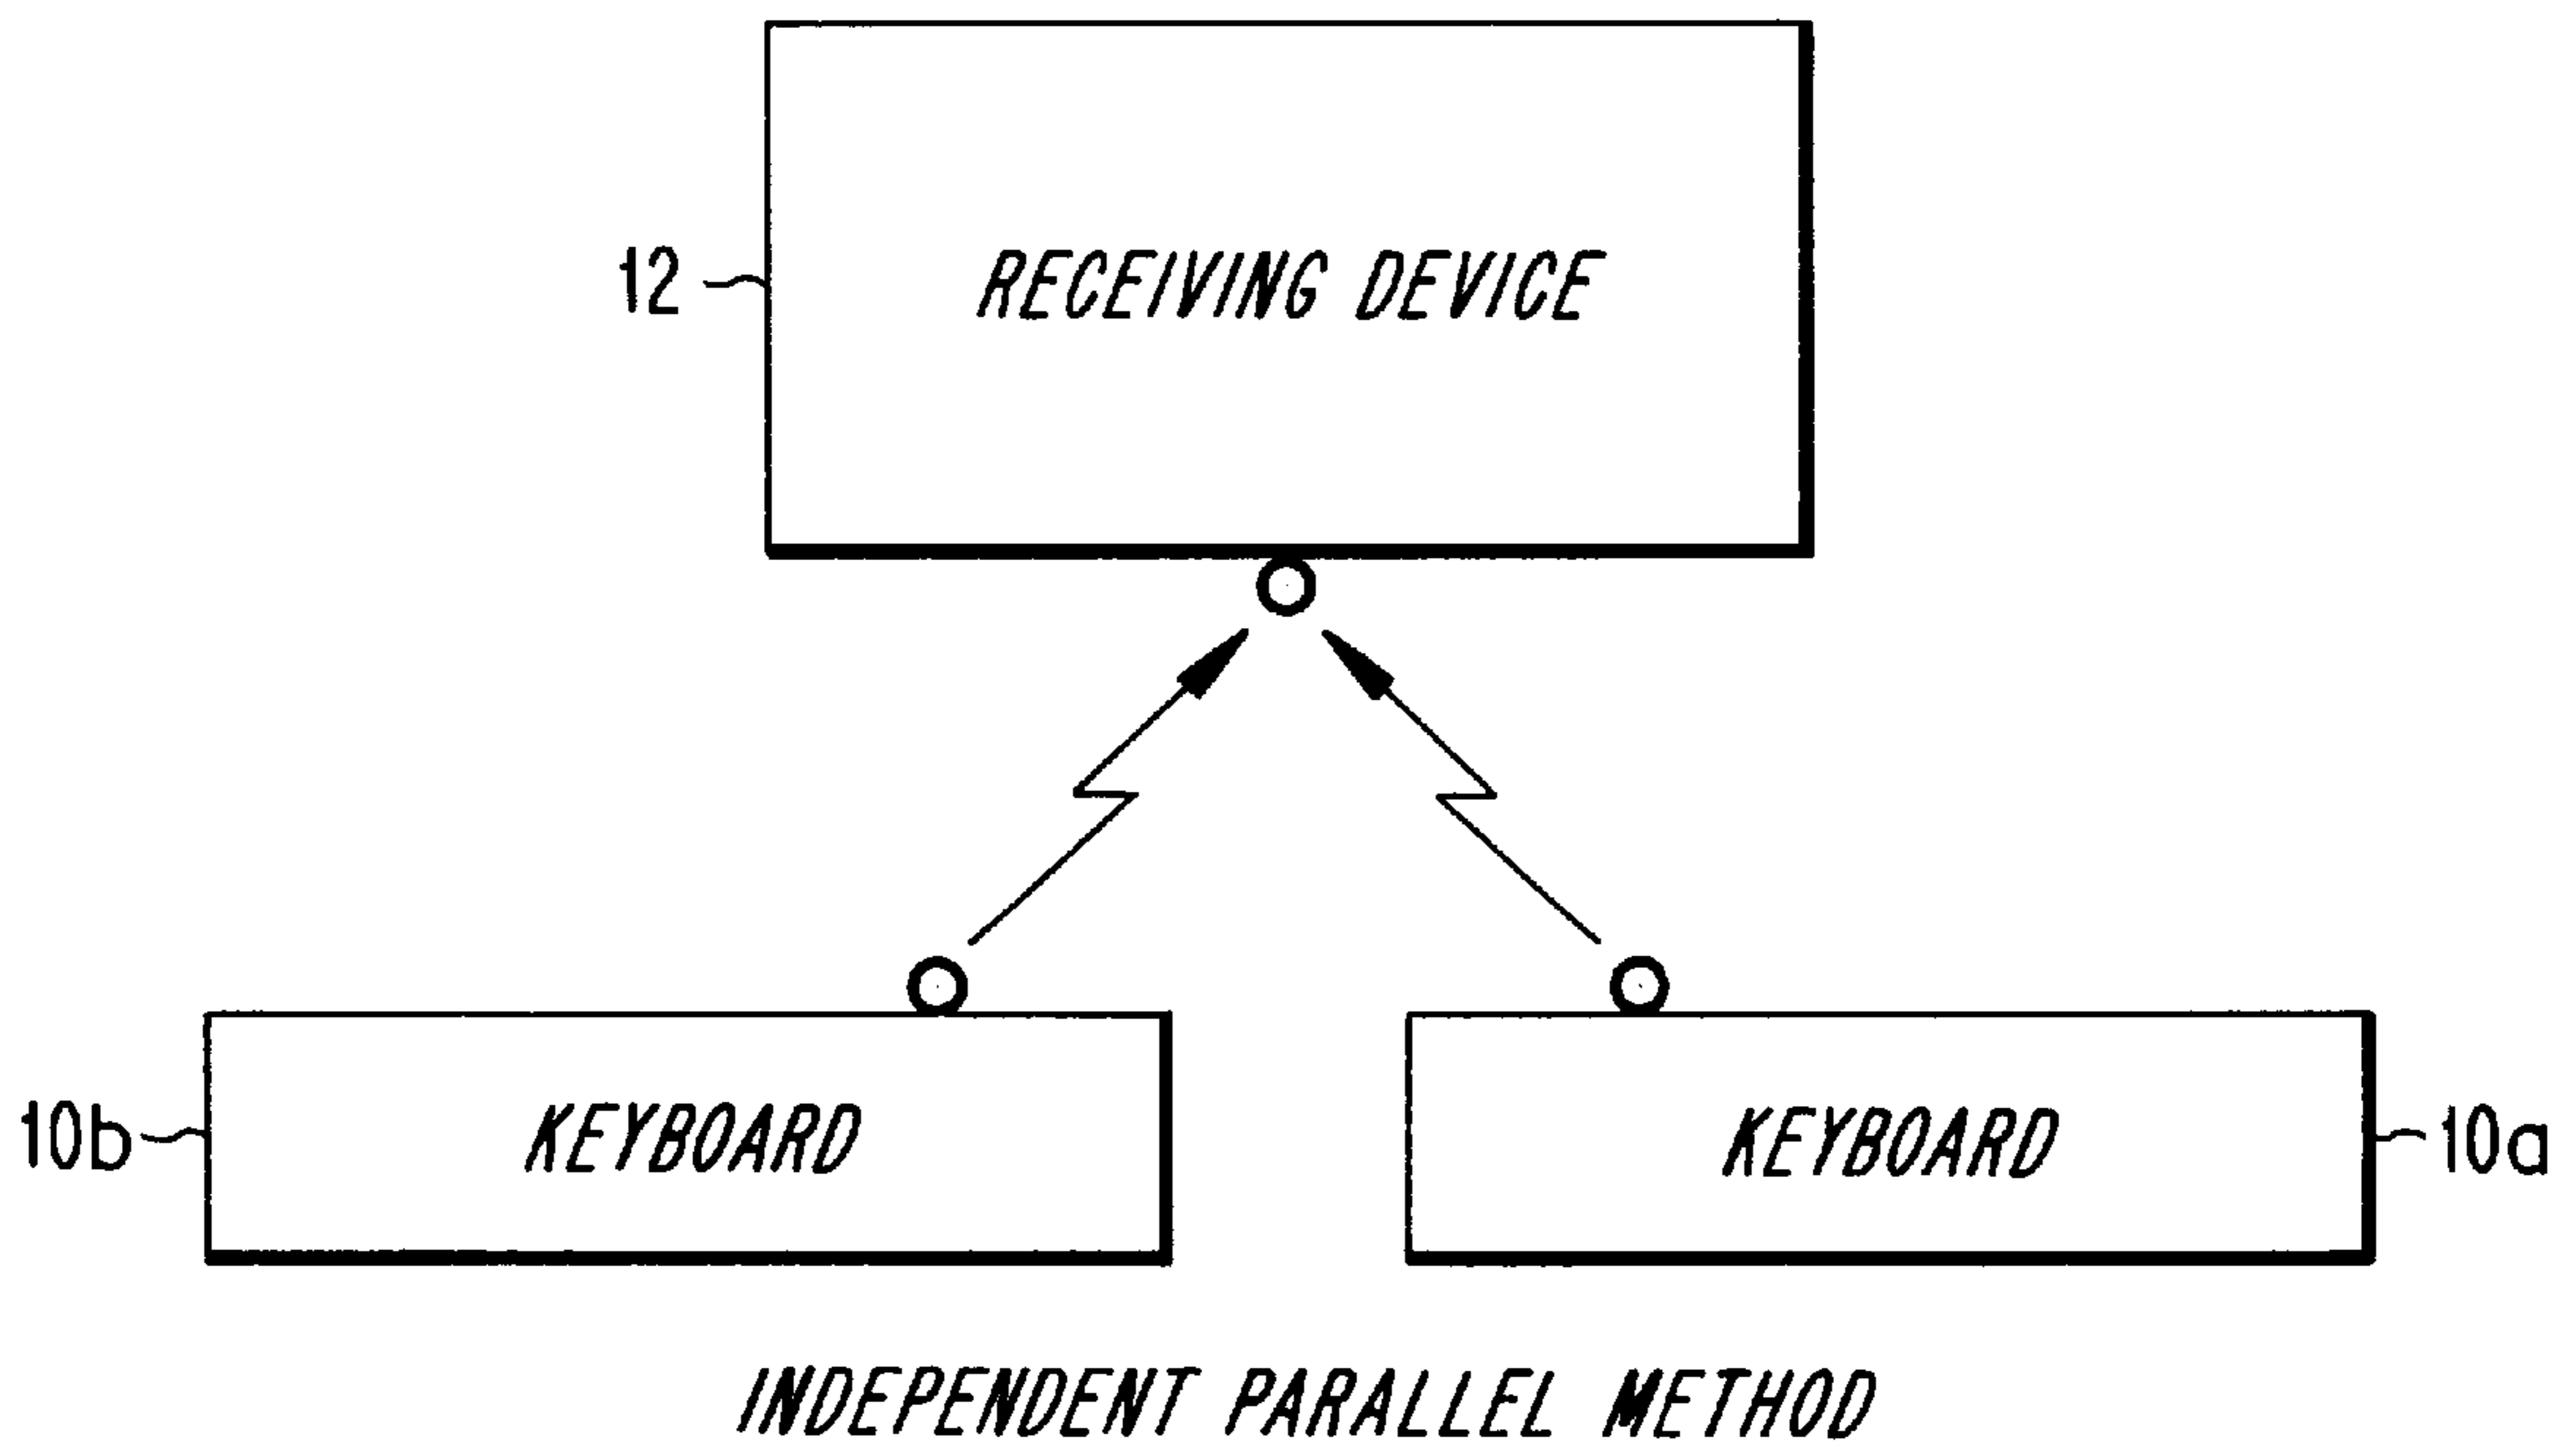 12
RECEIVING DEVICE
10b
KEYBOARD
KEYBOARD
10a
INDEPENDENT PARALLEL METHOD